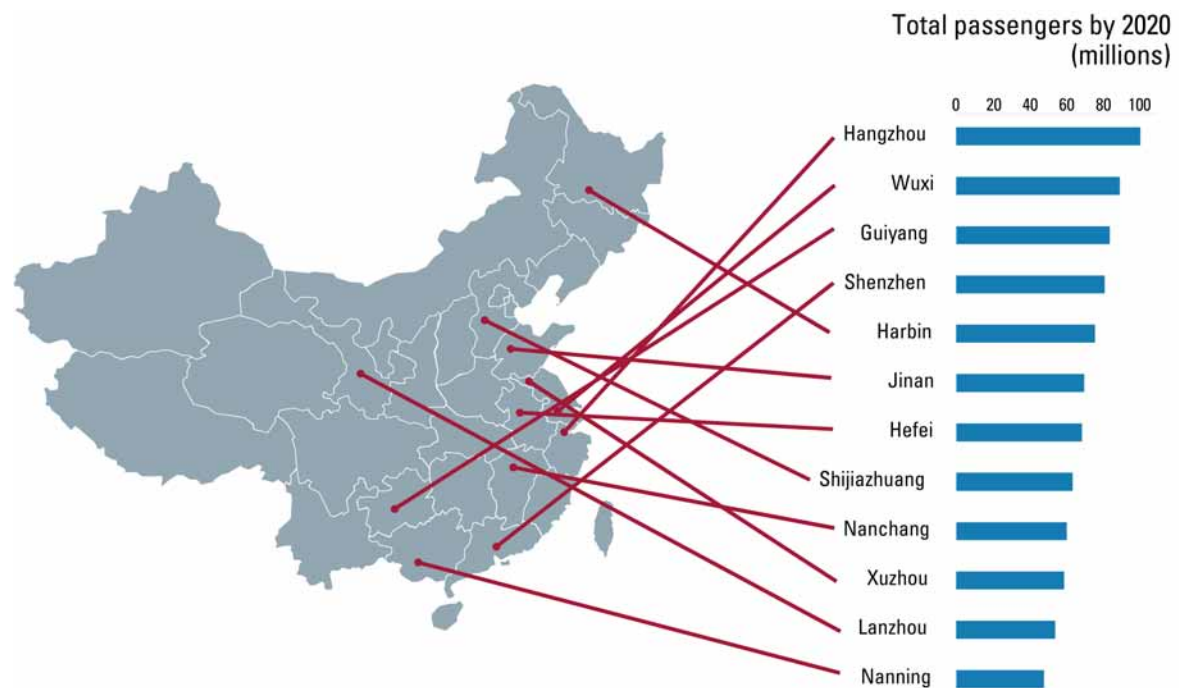 Total passengers by 2020
(millions)
0 20 40 60 80 100
Hangzhou
Wuxi
Guiyang
Shenzhen
Harbin
Jinan
Hefei
Shijiazhuang
Nanchang
Xuzhou
Lanzhou
Nanning